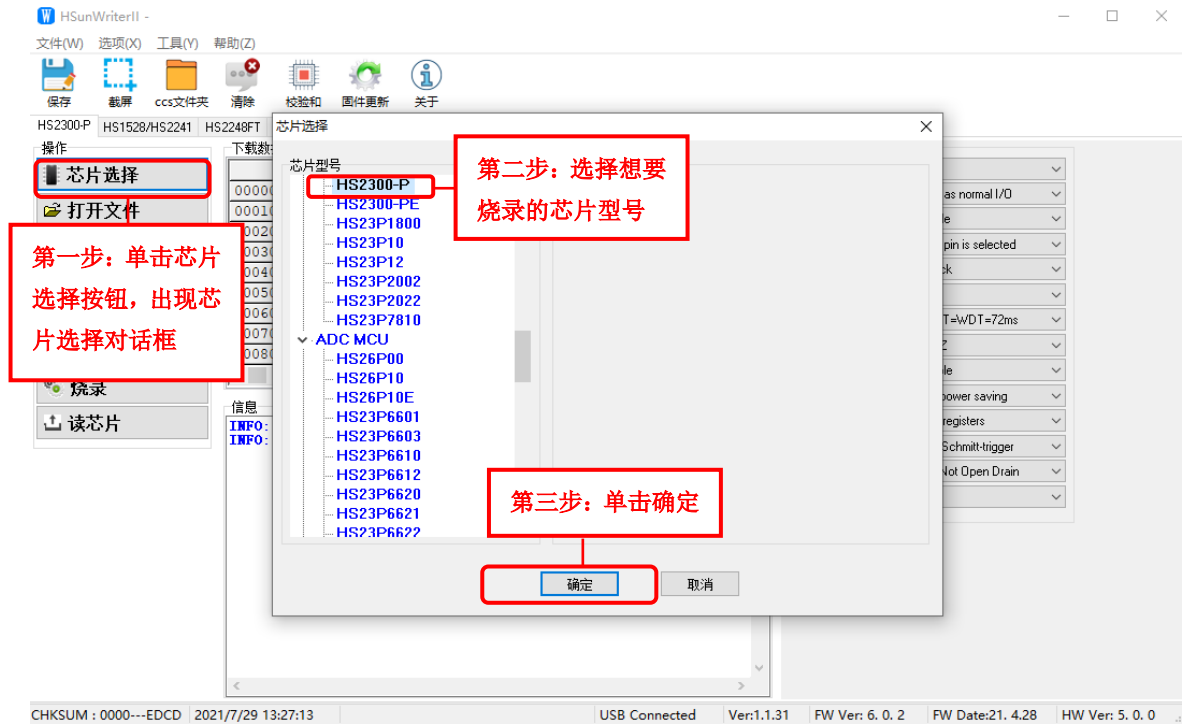 HSunWriterII -
文件(W) 选项(X) 工具(Y) 帮助(Z)
保存 截屏 ccs文件夹 清除 校验和 固件更新 关于
HS2300-P HS1528/HS2241 HS2248FT
操作
芯片选择
打开文件
烧录
读芯片
第一步：单击芯片
选择按钮，出现芯
片选择对话框
下载数
信息
INFO:
INFO:
芯片选择
芯片型号
HS2300-P
HS2300-PE
HS23P1800
HS23P10
HS23P12
HS23P2002
HS23P2022
HS23P7810
ADC MCU
HS26P00
HS26P10
HS26P10E
HS23P6601
HS23P6603
HS23P6610
HS23P6612
HS23P6620
HS23P6621
HS23P6622
第二步：选择想要
烧录的芯片型号
第三步：单击确定
确定 取消
as normal I/O
pin is selected
T=WDT=72ms
power saving
registers
Schmitt-trigger
Not Open Drain
CHKSUM : 0000---EDCD 2021/7/29 13:27:13 USB Connected Ver:1.1.31 FW Ver: 6. 0. 2 FW Date:21. 4.28 HW Ver: 5. 0. 0